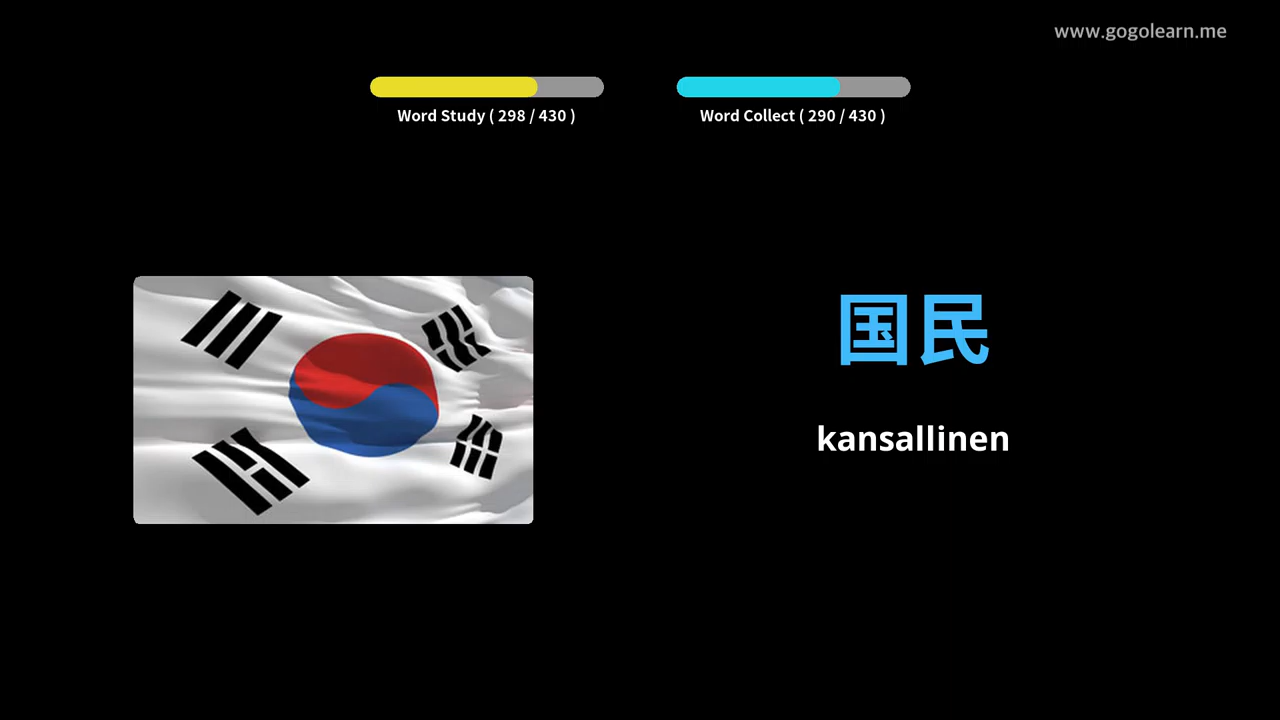 www.gogolearn.me
Word Study ( 298 / 430 )
Word Collect ( 290 / 430 )
国民
kansallinen